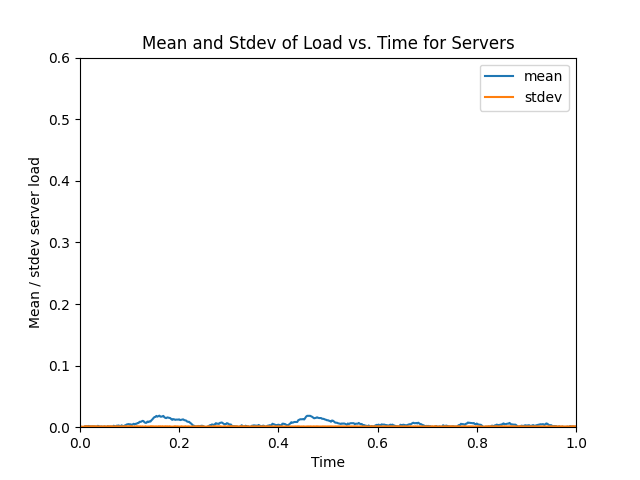 Mean and Stdev of Load vs. Time for Servers
mean
stdev
Mean / stdev server load
0.6
0.5
0.4
0.3
0.2
0.1
0.0
0.0 0.2 0.4 0.6 0.8 1.0
Time